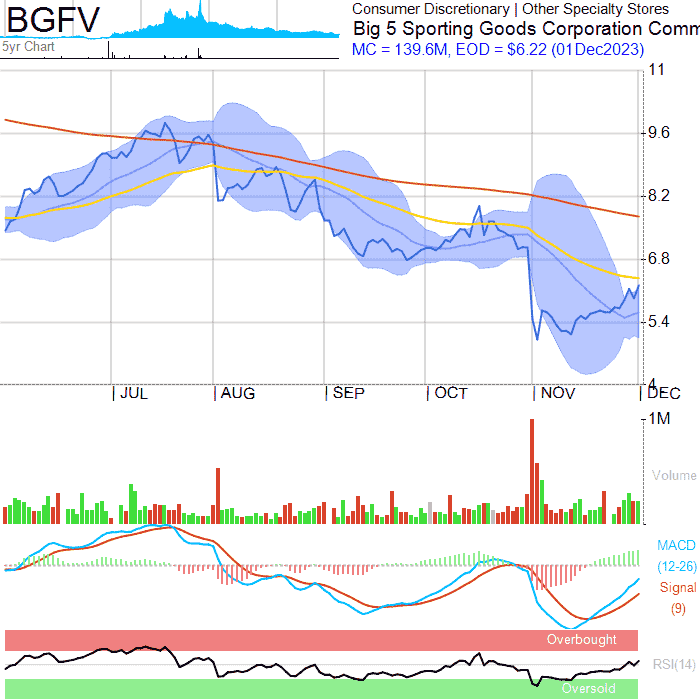 BGFV
5yr Chart
Consumer Discretionary | Other Specialty Stores
Big 5 Sporting Goods Corporation Comm
MC = 139.6M, EOD = $6.22 (01Dec2023)
11
9.6
8.2
6.8
5.4
4
JUL AUG SEP OCT NOV DEC
1M
Volume
MACD
(12-26)
Signal
(9)
Overbought
RSI(14)
Oversold